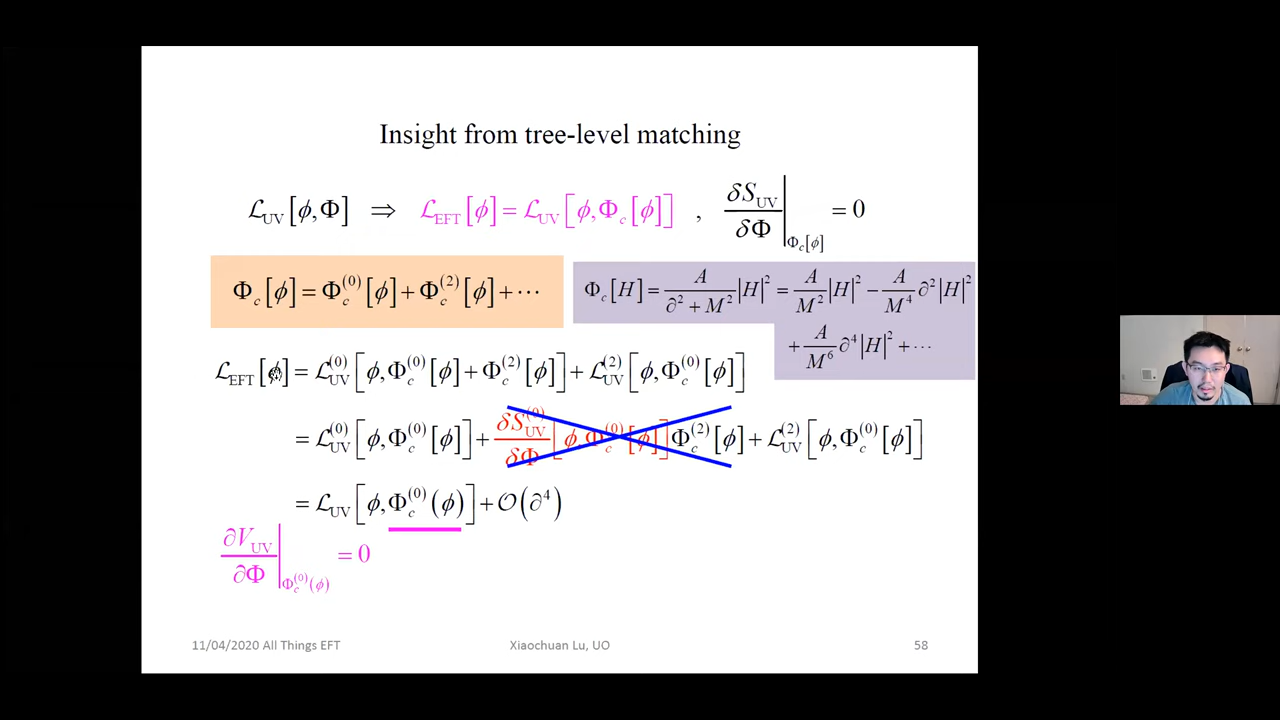 Insight from tree-level matching
ℒ_UV[ϕ,Φ] ⇒ ℒ_EFT[ϕ] = ℒ_UV[ϕ,Φ_c[ϕ]] , δS_UV/δΦ|_{Φ_c[ϕ]} = 0
Φ_c[ϕ] = Φ_c^(0)[ϕ] + Φ_c^(2)[ϕ] + ⋯
Φ_c[H] = A/(∂²+M²) |H|² = A/M² |H|² − A/M⁴ ∂²|H|²
+ A/M⁶ ∂⁴|H|² + ⋯
ℒ_EFT[ϕ] = ℒ_UV^(0)[ϕ,Φ_c^(0)[ϕ] + Φ_c^(2)[ϕ]] + ℒ_UV^(2)[ϕ,Φ_c^(0)[ϕ]]
= ℒ_UV^(0)[ϕ,Φ_c^(0)[ϕ]] + δS_UV^(0)/δΦ [ϕ,Φ_c^(0)[ϕ]] Φ_c^(2)[ϕ] + ℒ_UV^(2)[ϕ,Φ_c^(0)[ϕ]]
= ℒ_UV[ϕ,Φ_c^(0)(ϕ)] + 𝒪(∂⁴)
∂V_UV/∂Φ|_{Φ_c^(0)(ϕ)} = 0
11/04/2020 All Things EFT
Xiaochuan Lu, UO
58